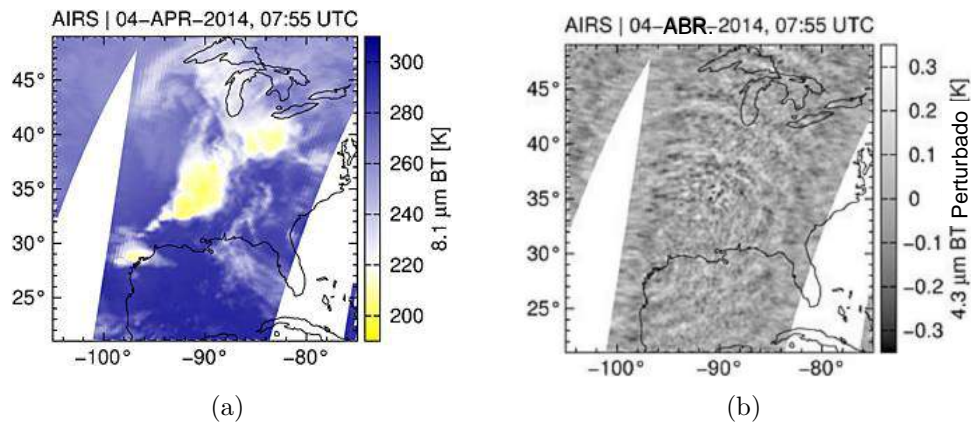 AIRS | 04-APR-2014, 07:55 UTC
45°
40°
35°
30°
25°
-100° -90° -80°
300
280
260
240
220
200
8.1 µm BT [K]
(a)
AIRS | 04-ABR.-2014, 07:55 UTC
45°
40°
35°
30°
25°
-100° -90° -80°
0.3
0.2
0.1
0
-0.1
-0.2
-0.3
4.3 µm BT Perturbado [K]
(b)